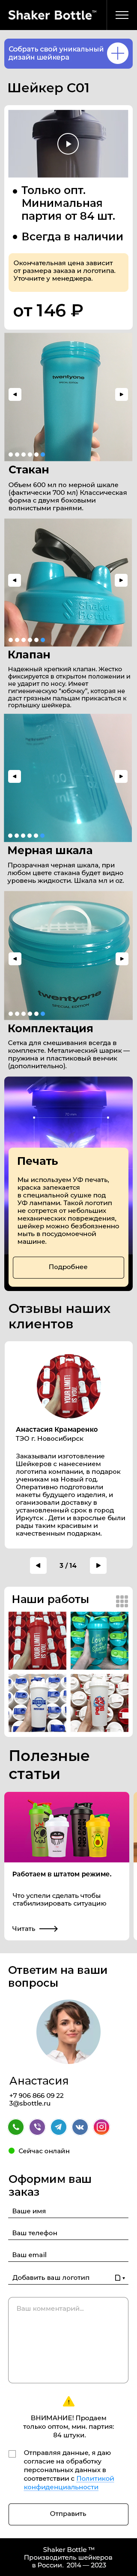 Shaker Bottle™
Собрать свой уникальный
дизайн шейкера
Шейкер С01
Только опт.
Минимальная
партия от 84 шт.
Всегда в наличии
Окончательная цена зависит
от размера заказа и логотипа.
Уточните у менеджера.
от 146 ₽
twentyone
Стакан
Объем 600 мл по мерной шкале
(фактически 700 мл) Классическая
форма с двумя боковыми
волнистыми гранями.
Клапан
Надежный крепкий клапан. Жестко
фиксируется в открытом положении и
не ударит по носу. Имеет
гигиеническую "юбочку", которая не
даст грязным пальцам прикасаться к
горлышку шейкера.
Мерная шкала
Прозрачная черная шкала, при
любом цвете стакана будет видно
уровень жидкости. Шкала мл и oz.
twentyone
Комплектация
Сетка для смешивания всегда в
комплекте. Металлический шарик —
пружина и пластиковый венчик
(дополнительно).
Печать
Мы используем УФ печать,
краска запекается
в специальной сушке под
УФ лампами. Такой логотип
не сотрется от небольших
механических повреждений,
шейкер можно безболезненно
мыть в посудомоечной
машине.
Подробнее
Отзывы наших
клиентов
Анастасия Крамаренко
ТЭО г. Новосибирск
Заказывали изготовление
Шейкеров с нанесением
логотипа компании, в подарок
ученикам на Новый год.
Оперативно подготовили
макеты будущего изделия, и
организовали доставку в
установленный срок в город
Иркутск . Дети и взрослые были
рады таким красивым и
качественным подаркам.
3 / 14
Наши работы
Полезные
статьи
Работаем в штатом режиме.
Что успели сделать чтобы
стабилизировать ситуацию
Читать
Ответим на ваши
вопросы
Анастасия
+7 906 866 09 22
3@sbottle.ru
Сейчас онлайн
Оформим ваш
заказ
Ваше имя
Ваш телефон
Ваш email
Добавить ваш логотип
Ваш комментарий...
ВНИМАНИЕ! Продаем
только оптом, мин. партия:
84 штуки.
Отправляя данные, я даю
согласие на обработку
персональных данных в
соответствии с Политикой
конфиденциальности
Отправить
Shaker Bottle ™
Производитель шейкеров
в России. 2014 — 2023